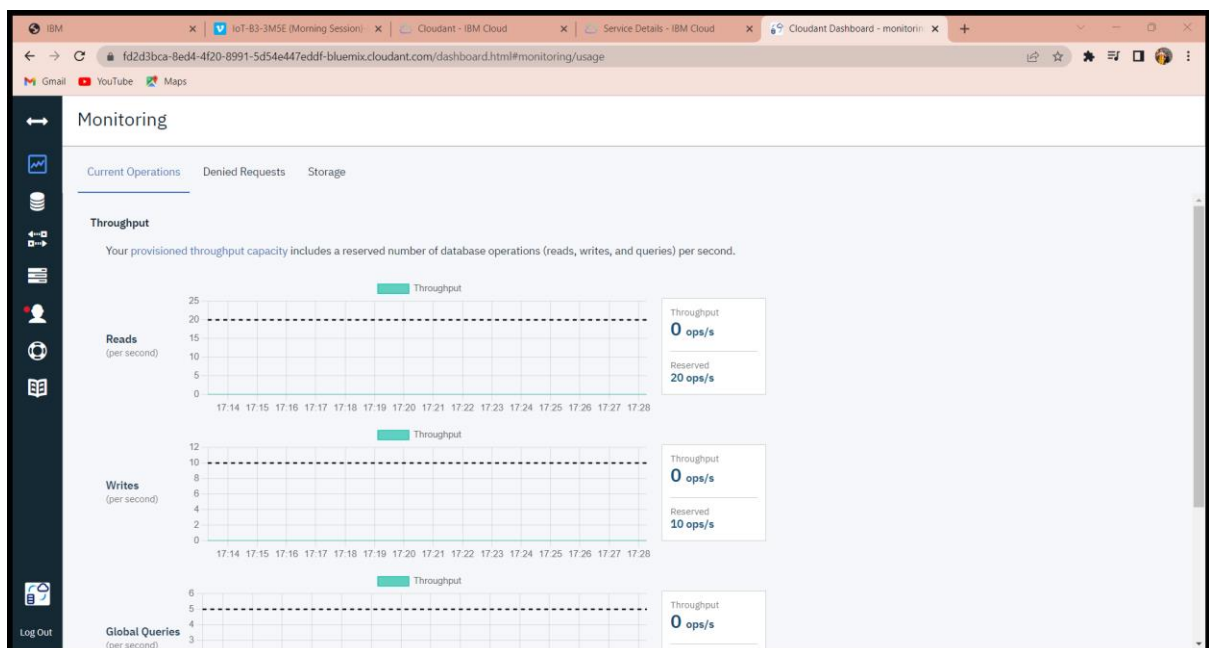 IBM
IoT-B3-3M5E (Morning Session)
Cloudant - IBM Cloud
Service Details - IBM Cloud
Cloudant Dashboard - monitorin
fd2d3bca-8ed4-4f20-8991-5d54e447eddf-bluemix.cloudant.com/dashboard.html#monitoring/usage
Gmail YouTube Maps
Monitoring
Current Operations Denied Requests Storage
Throughput
Your provisioned throughput capacity includes a reserved number of database operations (reads, writes, and queries) per second.
Throughput
Reads
(per second)
25
20
15
10
5
0
17:14 17:15 17:16 17:17 17:18 17:19 17:20 17:21 17:22 17:23 17:24 17:25 17:26 17:27 17:28
Throughput
0 ops/s
Reserved
20 ops/s
Throughput
Writes
(per second)
12
10
8
6
4
2
0
17:14 17:15 17:16 17:17 17:18 17:19 17:20 17:21 17:22 17:23 17:24 17:25 17:26 17:27 17:28
Throughput
0 ops/s
Reserved
10 ops/s
Throughput
Global Queries
(per second)
6
5
4
3
Throughput
0 ops/s
Log Out